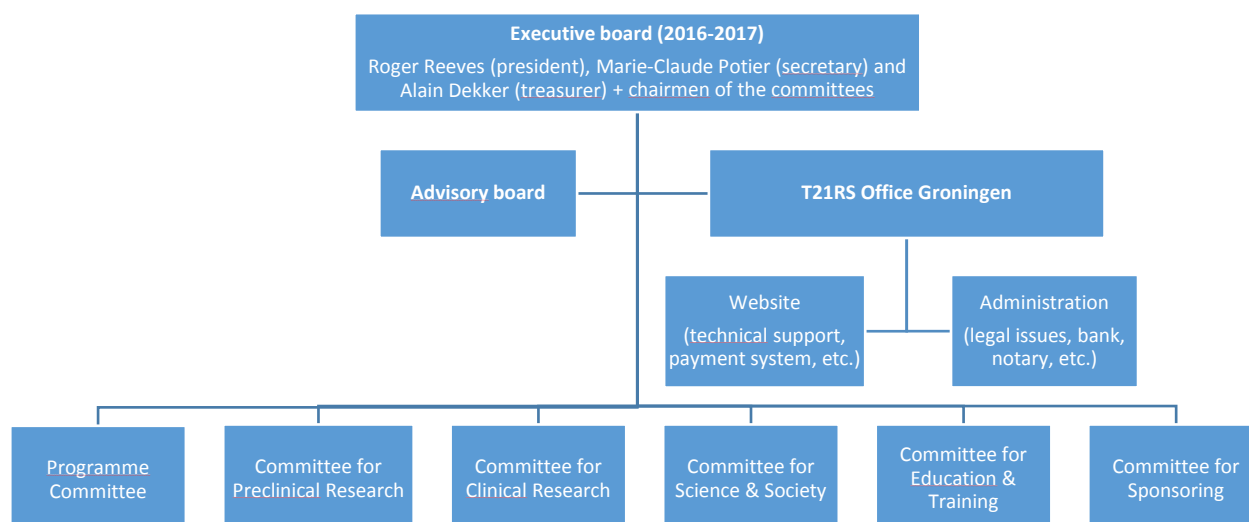 Executive board (2016-2017)
Roger Reeves (president), Marie-Claude Potier (secretary) and
Alain Dekker (treasurer) + chairmen of the committees
Advisory board
T21RS Office Groningen
Website
(technical support,
payment system, etc.)
Administration
(legal issues, bank,
notary, etc.)
Programme
Committee
Committee for
Preclinical Research
Committee for
Clinical Research
Committee for
Science & Society
Committee for
Education &
Training
Committee for
Sponsoring